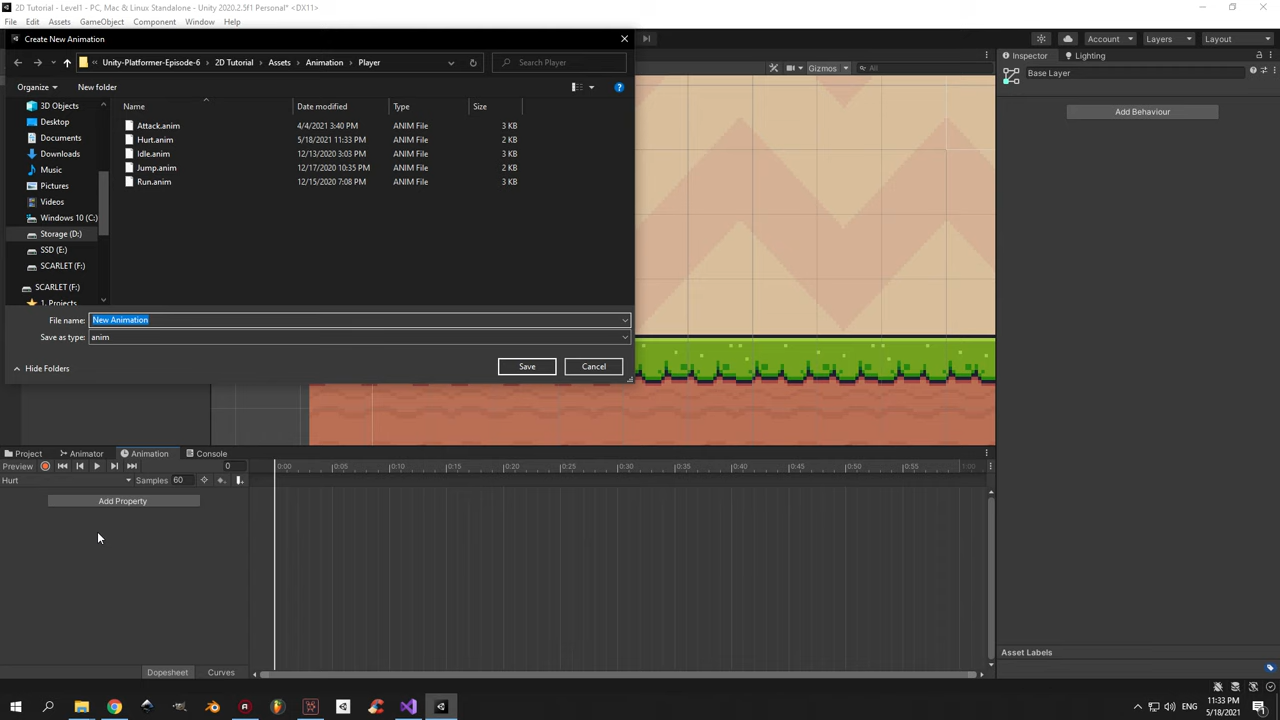 2D Tutorial - Level1 - PC, Mac & Linux Standalone - Unity 2020.2.5f1 Personal* <DX11>
File Edit Assets GameObject Component Window Help
Create New Animation
Account Layers Layout
Unity-Platformer-Episode-6 > 2D Tutorial > Assets > Animation > Player
Search Player
Gizmos All
Inspector Lighting
Base Layer
Organize New folder
3D Objects
Desktop
Documents
Downloads
Music
Pictures
Videos
Windows 10 (C:)
Storage (D:)
SSD (E:)
SCARLET (F:)
SCARLET (F:)
1. Projects
Name Date modified Type Size
Attack.anim 4/4/2021 3:40 PM ANIM File 3 KB
Hurt.anim 5/18/2021 11:33 PM ANIM File 2 KB
Idle.anim 12/13/2020 3:03 PM ANIM File 3 KB
Jump.anim 12/17/2020 10:35 PM ANIM File 2 KB
Run.anim 12/15/2020 7:08 PM ANIM File 3 KB
Add Behaviour
File name: New Animation
Save as type: anim
Hide Folders
Save Cancel
Project Animator Animation Console
Preview 0
0:00 0:05 0:10 0:15 0:20 0:25 0:30 0:35 0:40 0:45 0:50 0:55 1:00
Hurt Samples 60
Add Property
Dopesheet Curves
Asset Labels
ENG
11:33 PM
5/18/2021
1